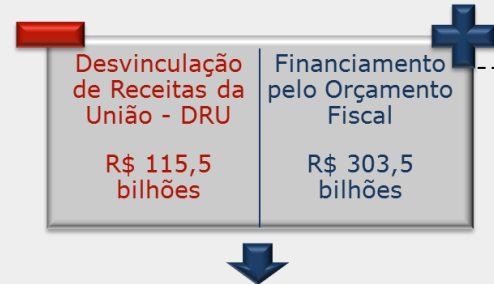 Desvinculação
de Receitas da
União - DRU
R$ 115,5
bilhões
Financiamento
pelo Orçamento
Fiscal
R$ 303,5
bilhões